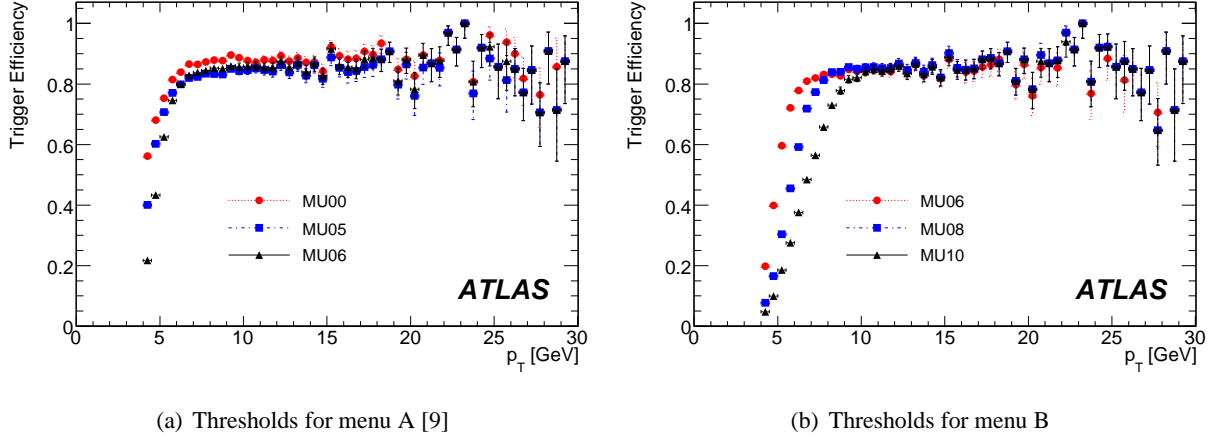 Trigger Efficiency
1
0.8
0.6
0.4
0.2
0
MU00
MU05
MU06
ATLAS
0 5 10 15 20 25 30
p_T [GeV]
(a) Thresholds for menu A [9]
Trigger Efficiency
1
0.8
0.6
0.4
0.2
0
MU06
MU08
MU10
ATLAS
0 5 10 15 20 25 30
p_T [GeV]
(b) Thresholds for menu B